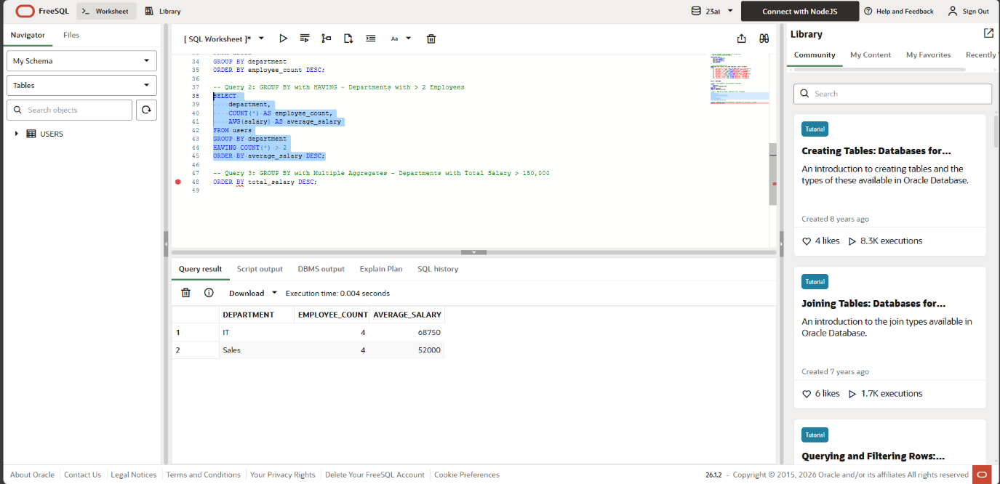 FreeSQL
Worksheet
Library
23ai
Connect with NodeJS
Help and Feedback
Sign Out
Navigator
Files
My Schema
Tables
Search objects
USERS
[ SQL Worksheet ]*
Aa
34 GROUP BY department
35 ORDER BY employee_count DESC;
36
37 -- Query 2: GROUP BY with HAVING - Departments with > 2 Employees
38 SELECT
39 department,
40 COUNT(*) AS employee_count,
41 AVG(salary) AS average_salary
42 FROM users
43 GROUP BY department
44 HAVING COUNT(*) > 2
45 ORDER BY average_salary DESC;
46
47 -- Query 3: GROUP BY with Multiple Aggregates - Departments with Total Salary > 150,000
48 ORDER BY total_salary DESC;
49
Query result
Script output
DBMS output
Explain Plan
SQL history
Download
Execution time: 0.004 seconds
DEPARTMENT EMPLOYEE_COUNT AVERAGE_SALARY
1 IT 4 68750
2 Sales 4 52000
Library
Community
My Content
My Favorites
Recently
Search
Tutorial
Creating Tables: Databases for...
An introduction to creating tables and the
types of these available in Oracle Database.
Created 8 years ago
4 likes
8.3K executions
Tutorial
Joining Tables: Databases for...
An introduction to the join types available in
Oracle Database.
Created 7 years ago
6 likes
1.7K executions
Tutorial
Querying and Filtering Rows:...
About Oracle
Contact Us
Legal Notices
Terms and Conditions
Your Privacy Rights
Delete Your FreeSQL Account
Cookie Preferences
26.1.2 - Copyright © 2015, 2026 Oracle and/or its affiliates All rights reserved